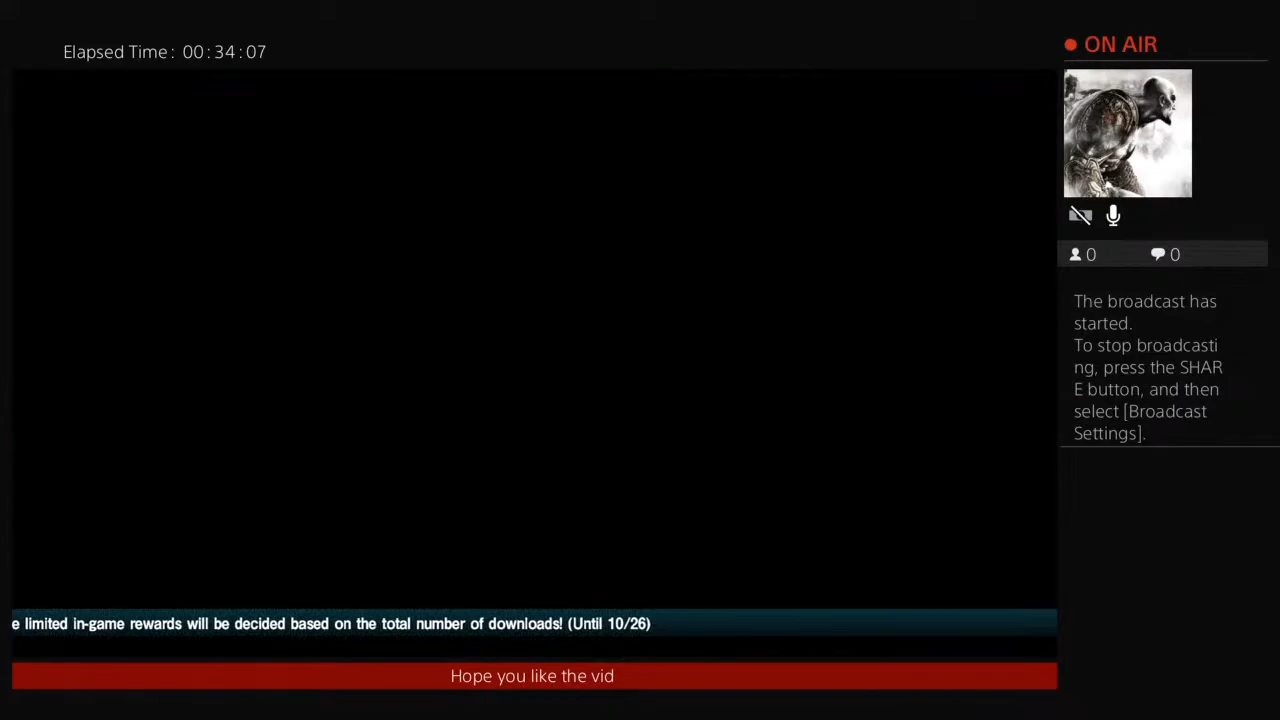 Elapsed Time: 00:34:07
ON AIR
0 0
The broadcast has
started.
To stop broadcasti
ng, press the SHAR
E button, and then
select [Broadcast
Settings].
e limited in-game rewards will be decided based on the total number of downloads! (Until 10/26)
Hope you like the vid